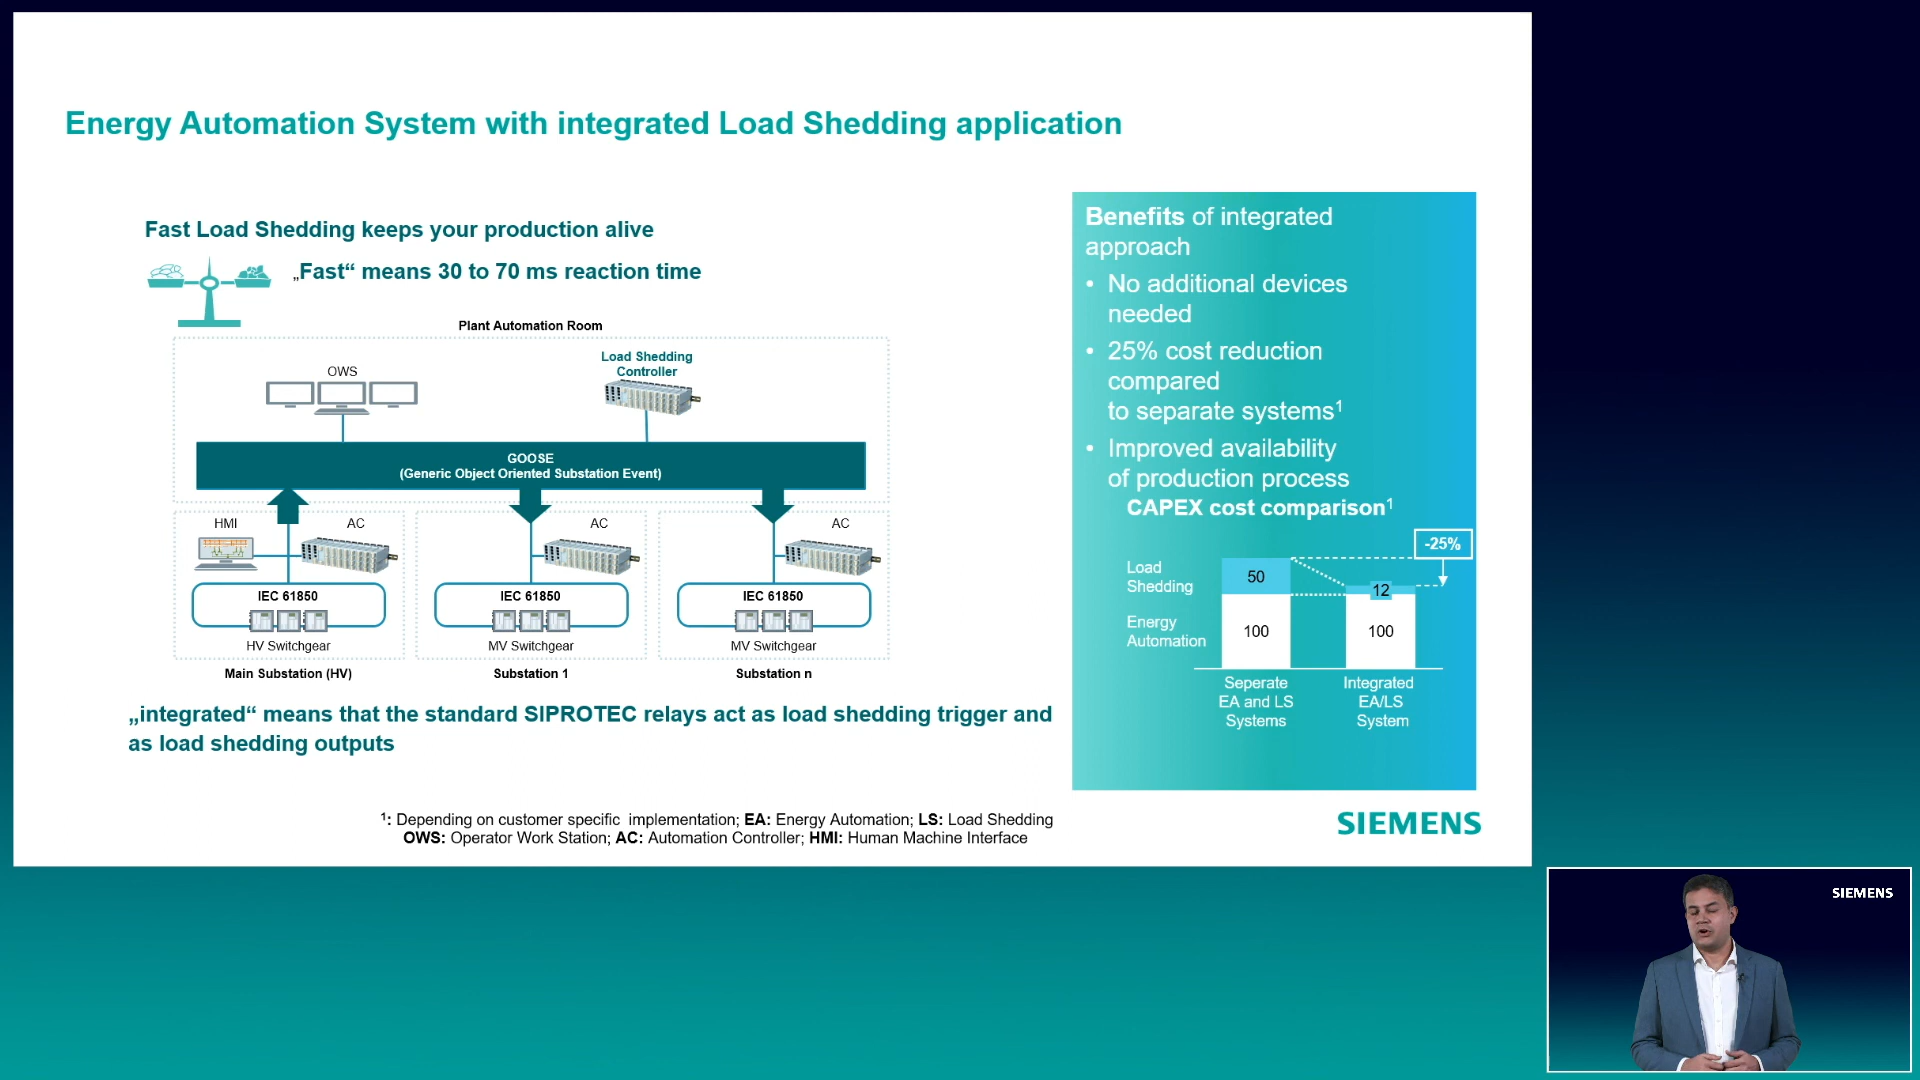 Energy Automation System with integrated Load Shedding application
Fast Load Shedding keeps your production alive
„Fast“ means 30 to 70 ms reaction time
Plant Automation Room
OWS
Load Shedding
Controller
GOOSE
(Generic Object Oriented Substation Event)
HMI
AC
AC
AC
IEC 61850
IEC 61850
IEC 61850
HV Switchgear
MV Switchgear
MV Switchgear
Main Substation (HV)
Substation 1
Substation n
„integrated“ means that the standard SIPROTEC relays act as load shedding trigger and
as load shedding outputs
Benefits of integrated
approach
• No additional devices
needed
• 25% cost reduction
compared
to separate systems¹
• Improved availability
of production process
CAPEX cost comparison¹
-25%
Load
Shedding
50
12
Energy
Automation
100
100
Seperate
EA and LS
Systems
Integrated
EA/LS
System
¹: Depending on customer specific implementation; EA: Energy Automation; LS: Load Shedding
OWS: Operator Work Station; AC: Automation Controller; HMI: Human Machine Interface
SIEMENS
SIEMENS